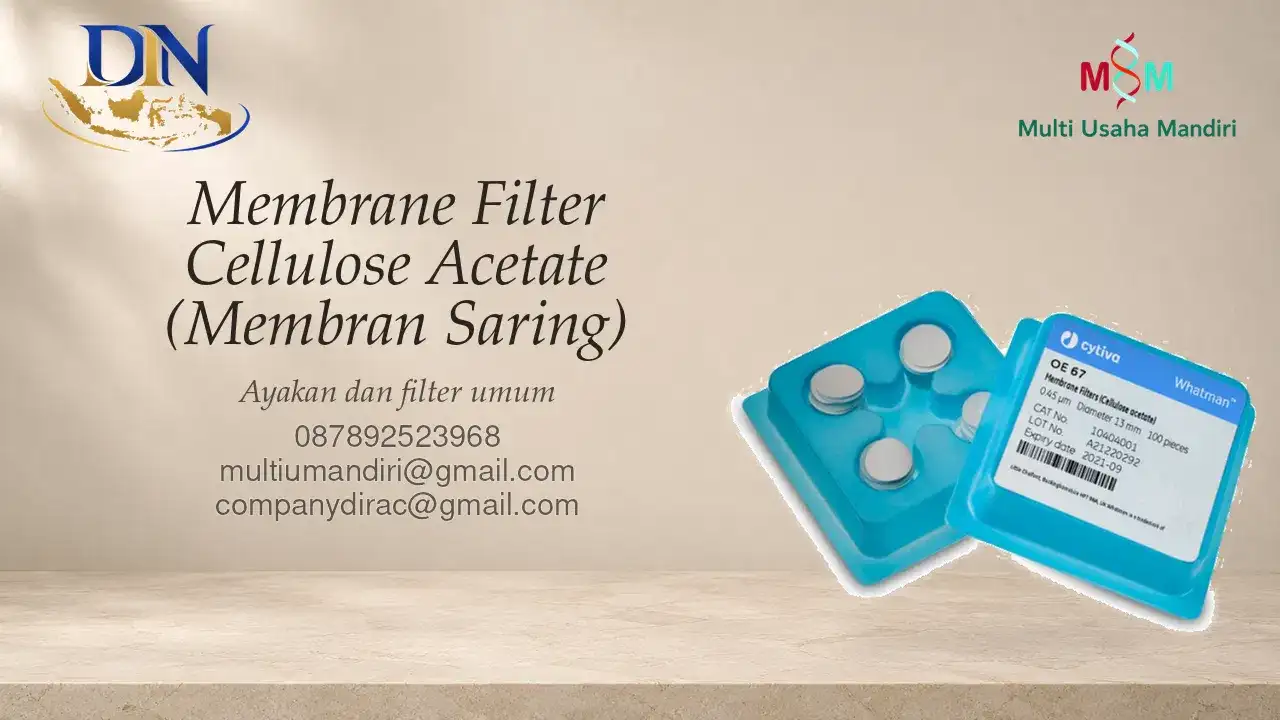 DN
MSM
Multi Usaha Mandiri
Membrane Filter
Cellulose Acetate
(Membran Saring)
Ayakan dan filter umum
087892523968
multiumandiri@gmail.com
companydirac@gmail.com
cytiva
Whatman™
OE 67
Membrane Filters (Cellulose acetate)
0.45 µm Diameter 13 mm 100 pieces
CAT No. 10404001
LOT No. A21220292
Expiry date 2021-09